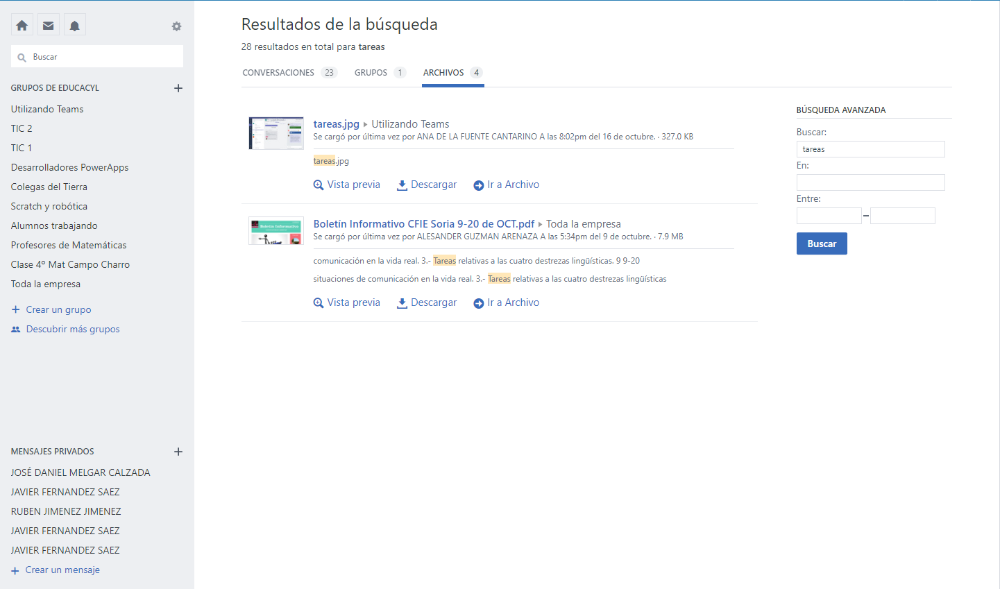 Buscar
GRUPOS DE EDUCACYL
Utilizando Teams
TIC 2
TIC 1
Desarrolladores PowerApps
Colegas del Tierra
Scratch y robótica
Alumnos trabajando
Profesores de Matemáticas
Clase 4º Mat Campo Charro
Toda la empresa
Crear un grupo
Descubrir más grupos
MENSAJES PRIVADOS
JOSÉ DANIEL MELGAR CALZADA
JAVIER FERNANDEZ SAEZ
RUBEN JIMENEZ JIMENEZ
JAVIER FERNANDEZ SAEZ
JAVIER FERNANDEZ SAEZ
Crear un mensaje
Resultados de la búsqueda
28 resultados en total para tareas
CONVERSACIONES 23 GRUPOS 1 ARCHIVOS 4
tareas.jpg Utilizando Teams
Se cargó por última vez por ANA DE LA FUENTE CANTARINO A las 8:02pm del 16 de octubre. · 327.0 KB
tareas.jpg
Vista previa Descargar Ir a Archivo
Boletín Informativo
Boletín Informativo CFIE Soria 9-20 de OCT.pdf Toda la empresa
Se cargó por última vez por ALESANDER GUZMAN ARENAZA A las 5:34pm del 9 de octubre. · 7.9 MB
comunicación en la vida real. 3.- Tareas relativas a las cuatro destrezas lingüísticas. 9 9-20
situaciones de comunicación en la vida real. 3.- Tareas relativas a las cuatro destrezas lingüísticas
Vista previa Descargar Ir a Archivo
BÚSQUEDA AVANZADA
Buscar:
tareas
En:
Entre:
–
Buscar